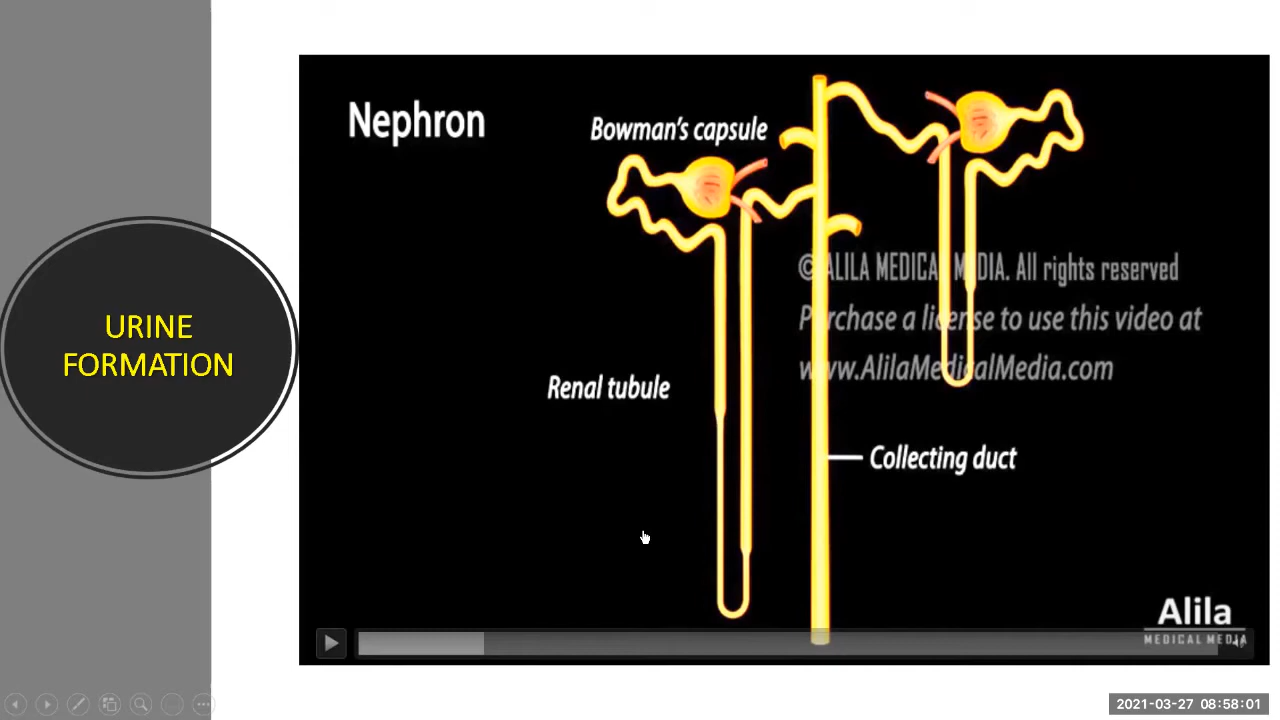 Nephron
Bowman's capsule
© ALILA MEDICAL MEDIA. All rights reserved
Purchase a license to use this video at
www.AlilaMedicalMedia.com
URINE
FORMATION
Renal tubule
Collecting duct
Alila
MEDICAL MEDIA
2021-03-27 08:58:01